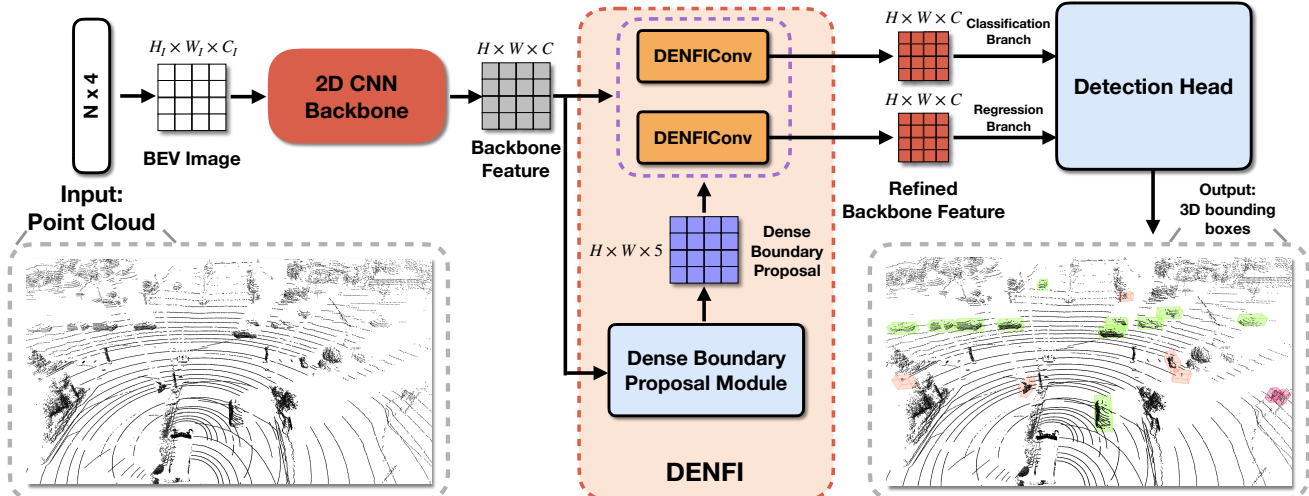 N x 4
Input:
Point Cloud
H_I × W_I × C_I
BEV Image
2D CNN
Backbone
H × W × C
Backbone
Feature
DENFIConv
DENFIConv
H × W × 5
Dense
Boundary
Proposal
Dense Boundary
Proposal Module
DENFI
H × W × C
Classification
Branch
H × W × C
Regression
Branch
Refined
Backbone Feature
Detection Head
Output:
3D bounding
boxes